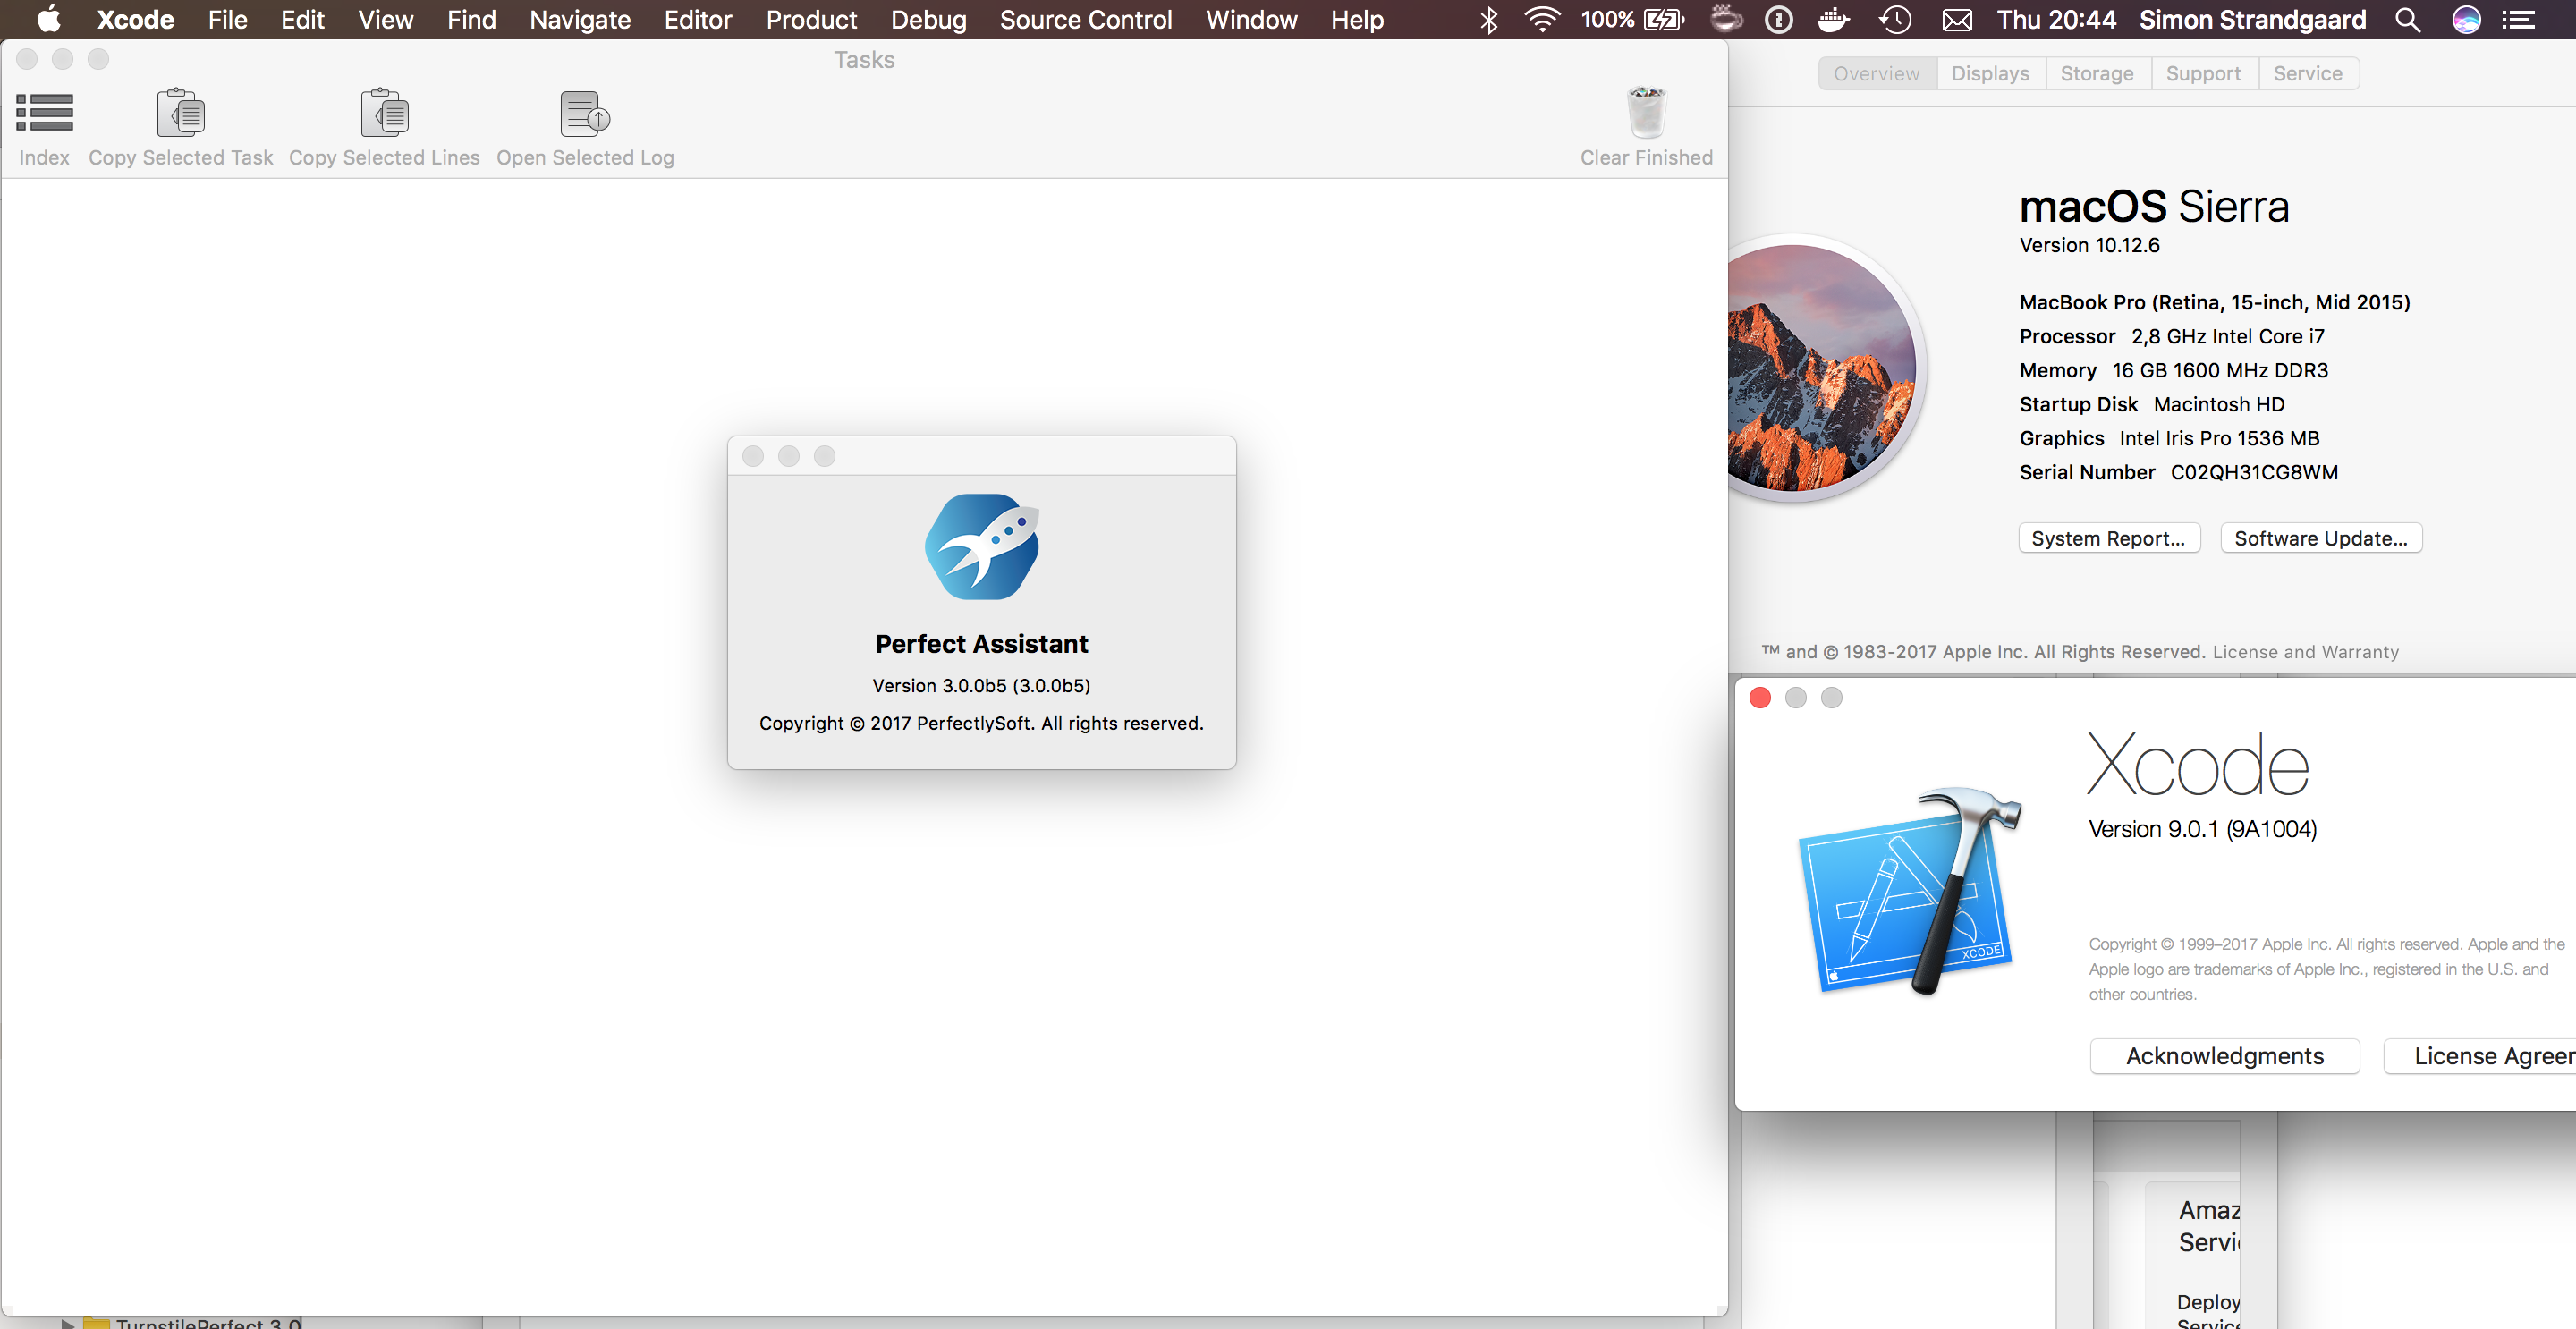 Xcode File Edit View Find Navigate Editor Product Debug Source Control Window Help 100% Thu 20:44 Simon Strandgaard
Tasks
Index Copy Selected Task Copy Selected Lines Open Selected Log Clear Finished
Perfect Assistant
Version 3.0.0b5 (3.0.0b5)
Copyright © 2017 PerfectlySoft. All rights reserved.
Overview Displays Storage Support Service
macOS Sierra
Version 10.12.6
MacBook Pro (Retina, 15-inch, Mid 2015)
Processor 2,8 GHz Intel Core i7
Memory 16 GB 1600 MHz DDR3
Startup Disk Macintosh HD
Graphics Intel Iris Pro 1536 MB
Serial Number C02QH31CG8WM
System Report... Software Update...
™ and © 1983-2017 Apple Inc. All Rights Reserved. License and Warranty
Xcode
Version 9.0.1 (9A1004)
XCODE
Copyright © 1999–2017 Apple Inc. All rights reserved. Apple and the
Apple logo are trademarks of Apple Inc., registered in the U.S. and
other countries.
Acknowledgments License Agreer
Amaz
Servi
Deploy
Service
TurnstilePerfect 3.0